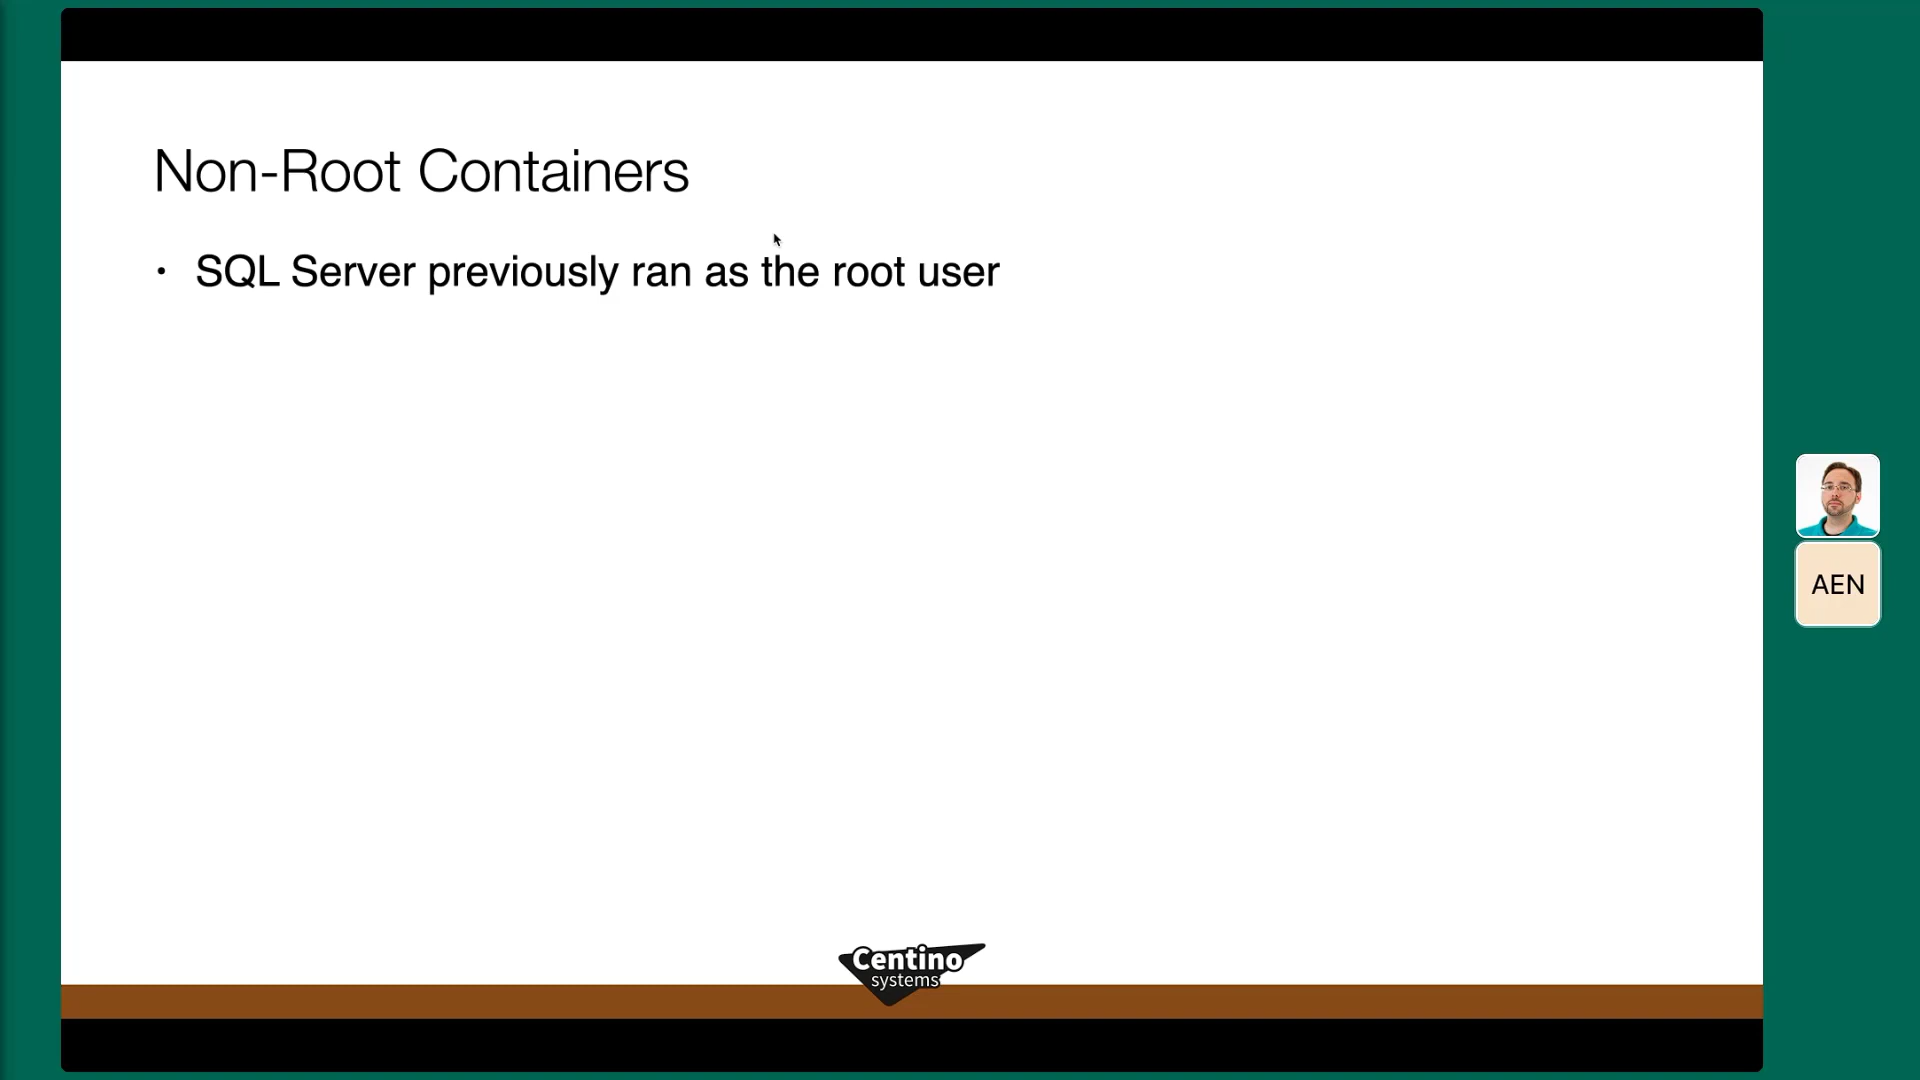 Non-Root Containers
• SQL Server previously ran as the root user
AEN
Centino
systems